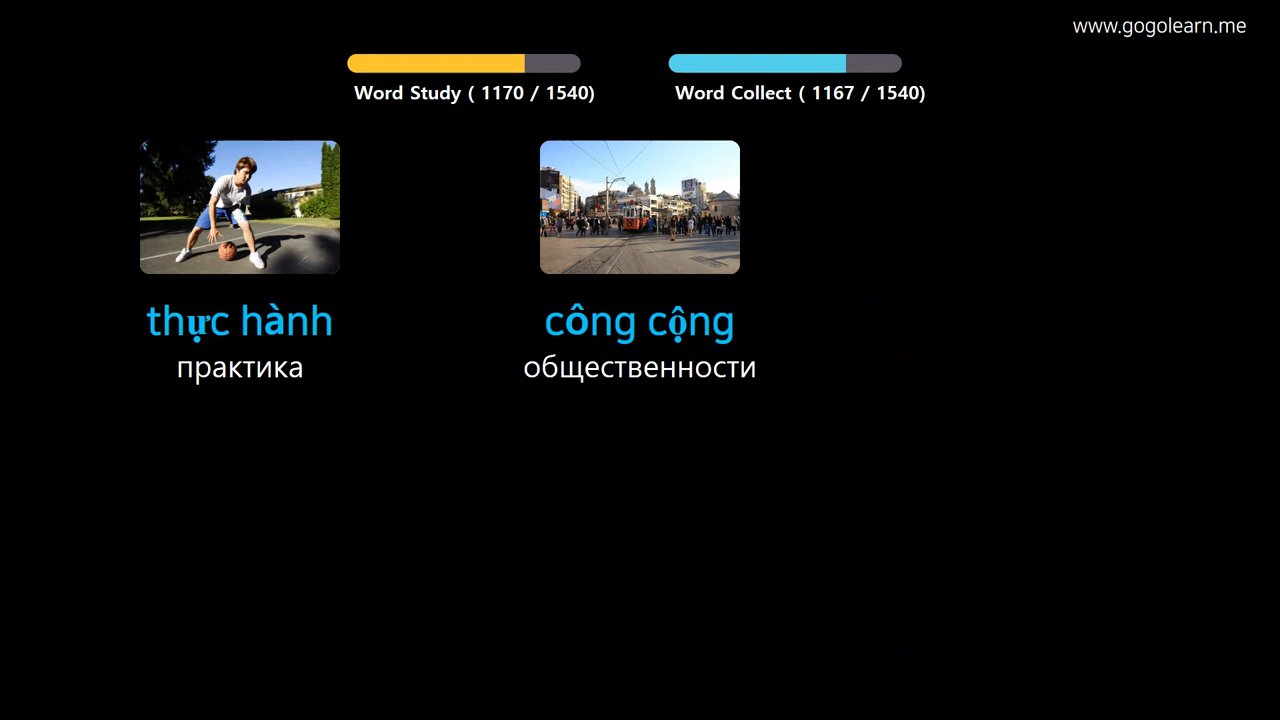 www.gogolearn.me
Word Study ( 1170 / 1540)
Word Collect ( 1167 / 1540)
thực hành
công cộng
практика
общественности